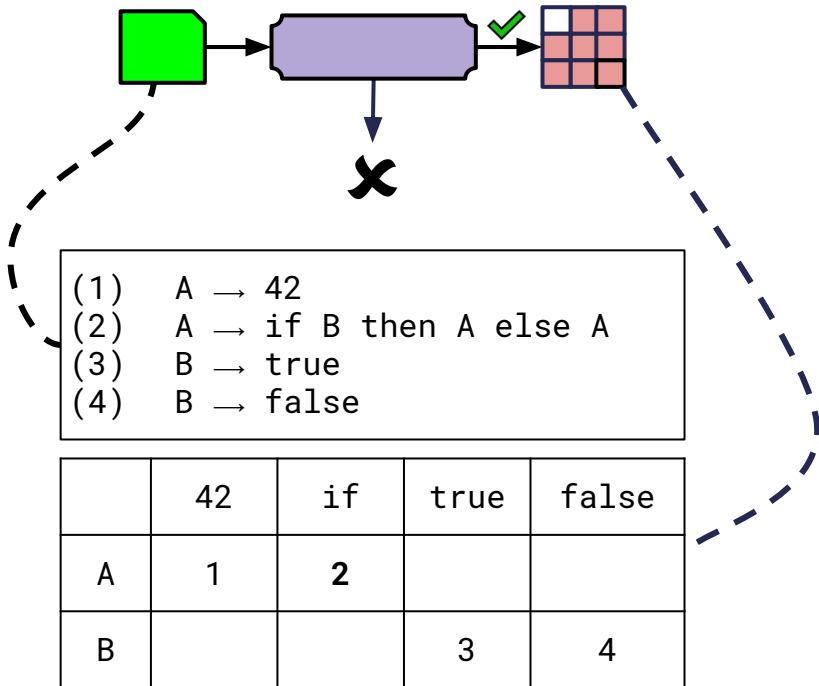 (1) A → 42
(2) A → if B then A else A
(3) B → true
(4) B → false
42 if true false
A 1 2
B 3 4